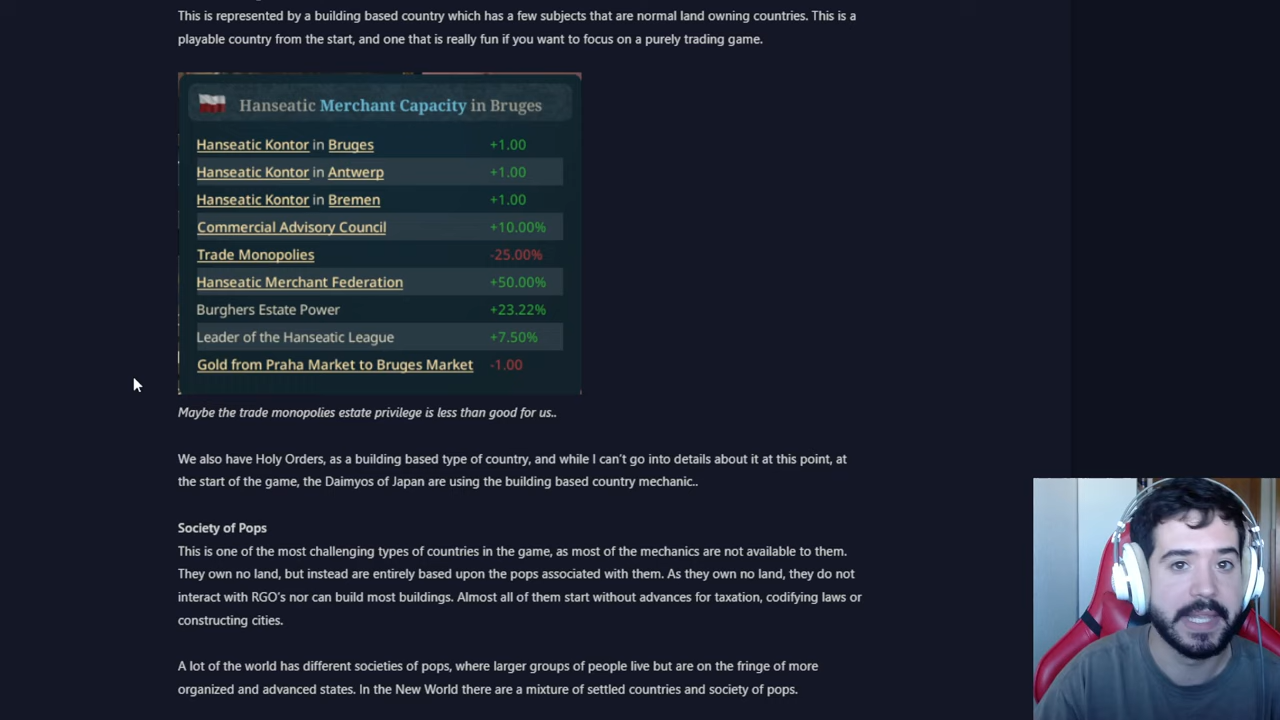 This is represented by a building based country which has a few subjects that are normal land owning countries. This is a
playable country from the start, and one that is really fun if you want to focus on a purely trading game.
Hanseatic Merchant Capacity in Bruges
Hanseatic Kontor in Bruges +1.00
Hanseatic Kontor in Antwerp +1.00
Hanseatic Kontor in Bremen +1.00
Commercial Advisory Council +10.00%
Trade Monopolies -25.00%
Hanseatic Merchant Federation +50.00%
Burghers Estate Power +23.22%
Leader of the Hanseatic League +7.50%
Gold from Praha Market to Bruges Market -1.00
Maybe the trade monopolies estate privilege is less than good for us..
We also have Holy Orders, as a building based type of country, and while I can't go into details about it at this point, at
the start of the game, the Daimyos of Japan are using the building based country mechanic..
Society of Pops
This is one of the most challenging types of countries in the game, as most of the mechanics are not available to them.
They own no land, but instead are entirely based upon the pops associated with them. As they own no land, they do not
interact with RGO's nor can build most buildings. Almost all of them start without advances for taxation, codifying laws or
constructing cities.
A lot of the world has different societies of pops, where larger groups of people live but are on the fringe of more
organized and advanced states. In the New World there are a mixture of settled countries and society of pops.